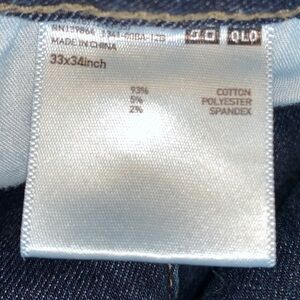 MADE IN CHINA
33x34inch
93% COTTON
5% POLYESTER
2% SPANDEX